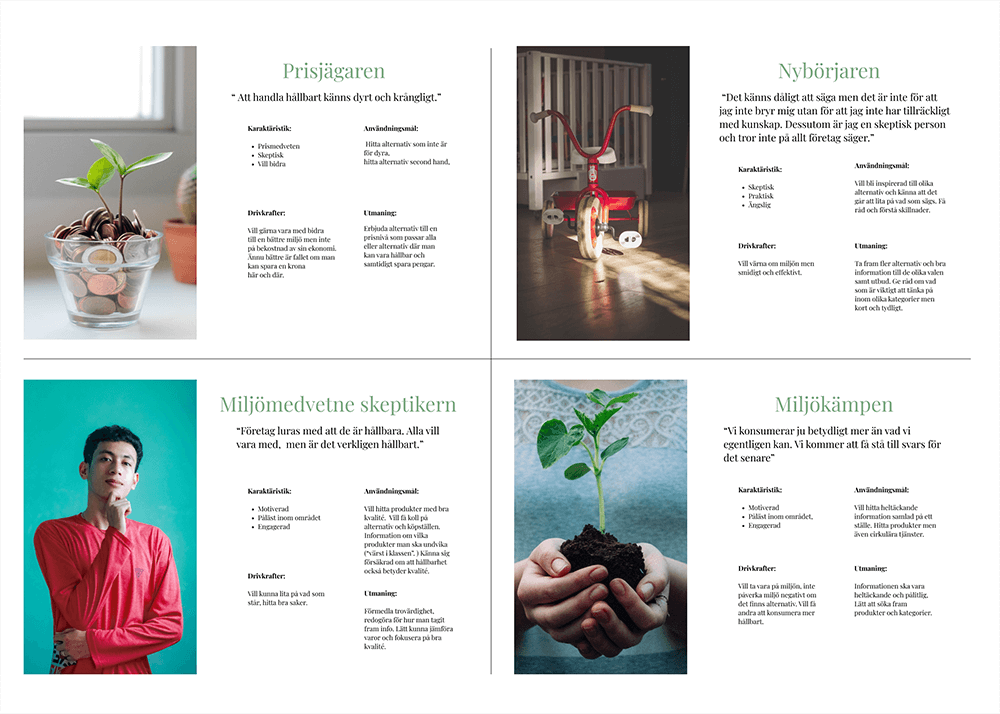 Prisjägaren
“ Att handla hållbart känns dyrt och krångligt.”
Karaktäristik:
• Prismedveten
• Skeptisk
• Vill bidra
Användningsmål:
Hitta alternativ som inte är
för dyra,
hitta alternativ second hand,
Drivkrafter:
Vill gärna vara med bidra
till en bättre miljö men inte
på bekostnad av sin ekonomi.
Ännu bättre är fallet om man
kan spara en krona
här och där.
Utmaning:
Erbjuda alternativ till en
prisnivå som passar alla
eller alternativ där man
kan vara hållbar och
samtidigt spara pengar.
Nybörjaren
“Det känns dåligt att säga men det är inte för att
jag inte bryr mig utan för att jag inte har tillräckligt
med kunskap. Dessutom är jag en skeptisk person
och tror inte på allt företag säger.”
Karaktäristik:
• Skeptisk
• Praktisk
• Ängslig
Användningsmål:
Vill bli inspirerad till olika
alternativ och känna att det
går att lita på vad som sägs. Få
råd och förstå skillnader.
Drivkrafter:
Vill värna om miljön men
smidigt och effektivt.
Utmaning:
Ta fram fler alternativ och bra
information till de olika valen
samt utbud. Ge råd om vad
som är viktigt att tänka på
inom olika kategorier men
kort och tydligt.
Miljömedvetne skeptikern
“Företag luras med att de är hållbara. Alla vill
vara med, men är det verkligen hållbart.”
Karaktäristik:
• Motiverad
• Påläst inom området
• Engagerad
Användningsmål:
Vill hitta produkter med bra
kvalité. Vill få koll på
alternativ och köpställen.
Information om vilka
produkter man ska undvika
(“värst i klassen”. ) Känna sig
försäkrad om att hållbarhet
också betyder kvalité.
Drivkrafter:
Vill kunna lita på vad som
står, hitta bra saker.
Utmaning:
Förmedla trovärdighet,
redogöra för hur man tagit
fram info. Lätt kunna jämföra
varor och fokusera på bra
kvalité.
Miljökämpen
“Vi konsumerar ju betydligt mer än vad vi
egentligen kan. Vi kommer att få stå till svars för
det senare”
Karaktäristik:
• Motiverad
• Påläst inom området,
• Engagerad
Användningsmål:
Vill hitta heltäckande
information samlad på ett
ställe. Hitta produkter men
även cirkulära tjänster.
Drivkrafter:
Vill ta vara på miljön, inte
påverka miljö negativt om
det finns alternativ. Vill få
andra att konsumera mer
hållbart.
Utmaning:
Informationen ska vara
heltäckande och pålitlig,
Lätt att söka fram
produkter och kategorier.